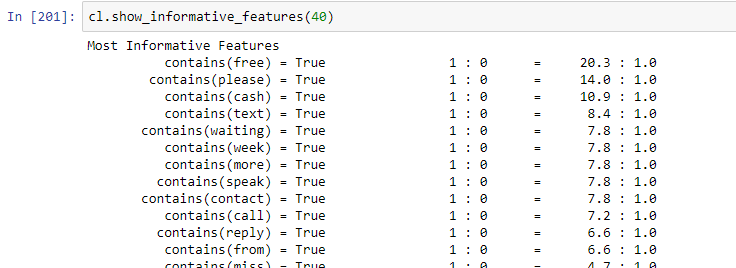 In [201]: cl.show_informative_features(40)
Most Informative Features
contains(free) = True 1 : 0 = 20.3 : 1.0
contains(please) = True 1 : 0 = 14.0 : 1.0
contains(cash) = True 1 : 0 = 10.9 : 1.0
contains(text) = True 1 : 0 = 8.4 : 1.0
contains(waiting) = True 1 : 0 = 7.8 : 1.0
contains(week) = True 1 : 0 = 7.8 : 1.0
contains(more) = True 1 : 0 = 7.8 : 1.0
contains(speak) = True 1 : 0 = 7.8 : 1.0
contains(contact) = True 1 : 0 = 7.8 : 1.0
contains(call) = True 1 : 0 = 7.2 : 1.0
contains(reply) = True 1 : 0 = 6.6 : 1.0
contains(from) = True 1 : 0 = 6.6 : 1.0
contains(miss) = True 1 : 0 = 4.7 : 1.0